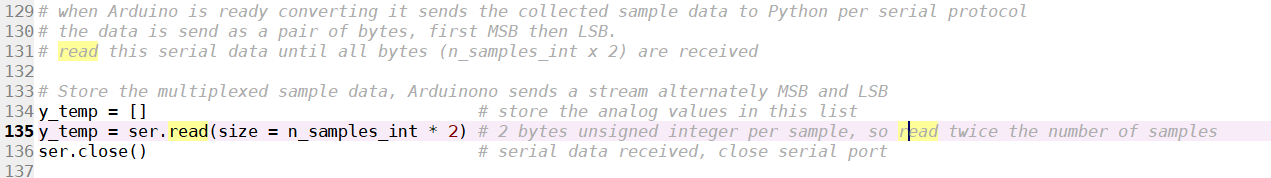 129 # when Arduino is ready converting it sends the collected sample data to Python per serial protocol
130 # the data is send as a pair of bytes, first MSB then LSB.
131 # read this serial data until all bytes (n_samples_int x 2) are received
132
133 # Store the multiplexed sample data, Arduinono sends a stream alternately MSB and LSB
134 y_temp = [] # store the analog values in this list
135 y_temp = ser.read(size = n_samples_int * 2) # 2 bytes unsigned integer per sample, so read twice the number of samples
136 ser.close() # serial data received, close serial port
137